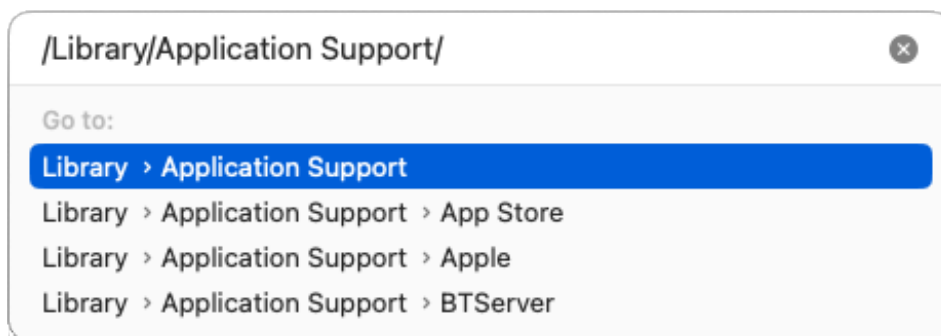 /Library/Application Support/
Go to:
Library › Application Support
Library › Application Support › App Store
Library › Application Support › Apple
Library › Application Support › BTServer